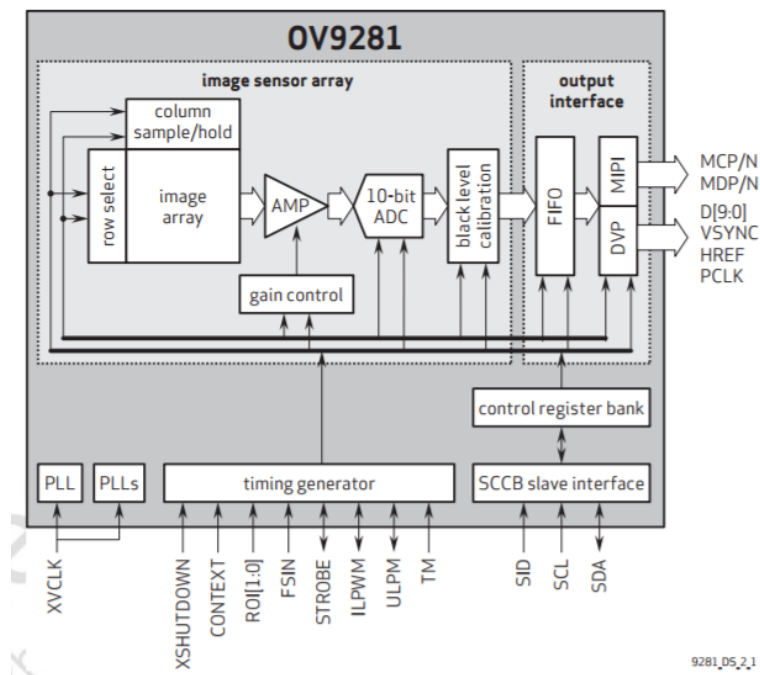 OV9281
image sensor array
output
interface
column
sample/hold
row select
image
array
AMP
10-bit
ADC
black level
calibration
FIFO
MIPI
DVP
MCP/N
MDP/N
D[9:0]
VSYNC
HREF
PCLK
gain control
control register bank
PLL
PLLs
timing generator
SCCB slave interface
XVCLK
XSHUTDOWN
CONTEXT
ROI[1:0]
FSIN
STROBE
ILPWM
ULPM
TM
SID
SCL
SDA
9281_DS_2_1